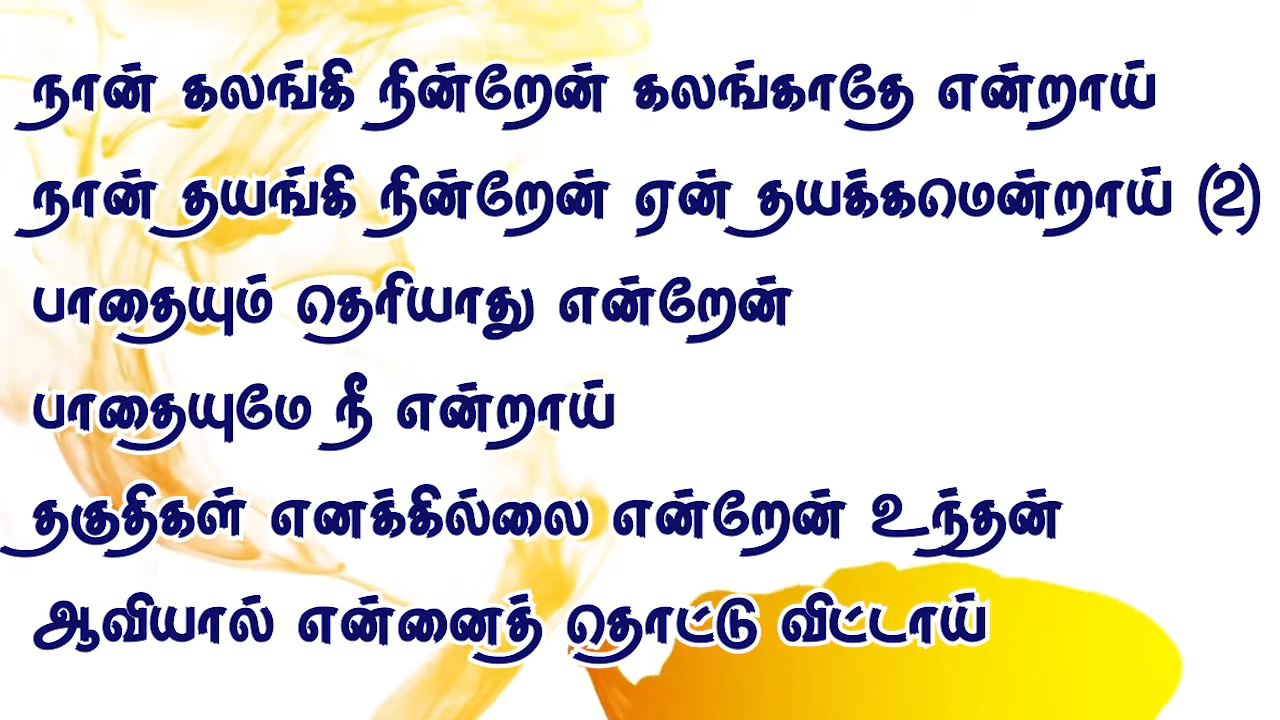 நான் கலங்கி நின்றேன் கலங்காதே என்றாய்
நான் தயங்கி நின்றேன் ஏன் தயக்கமென்றாய் (2)
பாதையும் தெரியாது என்றேன்
பாதையுமே நீ என்றாய்
தகுதிகள் எனக்கில்லை என்றேன் உந்தன்
ஆவியால் என்னைத் தொட்டு விட்டாய்